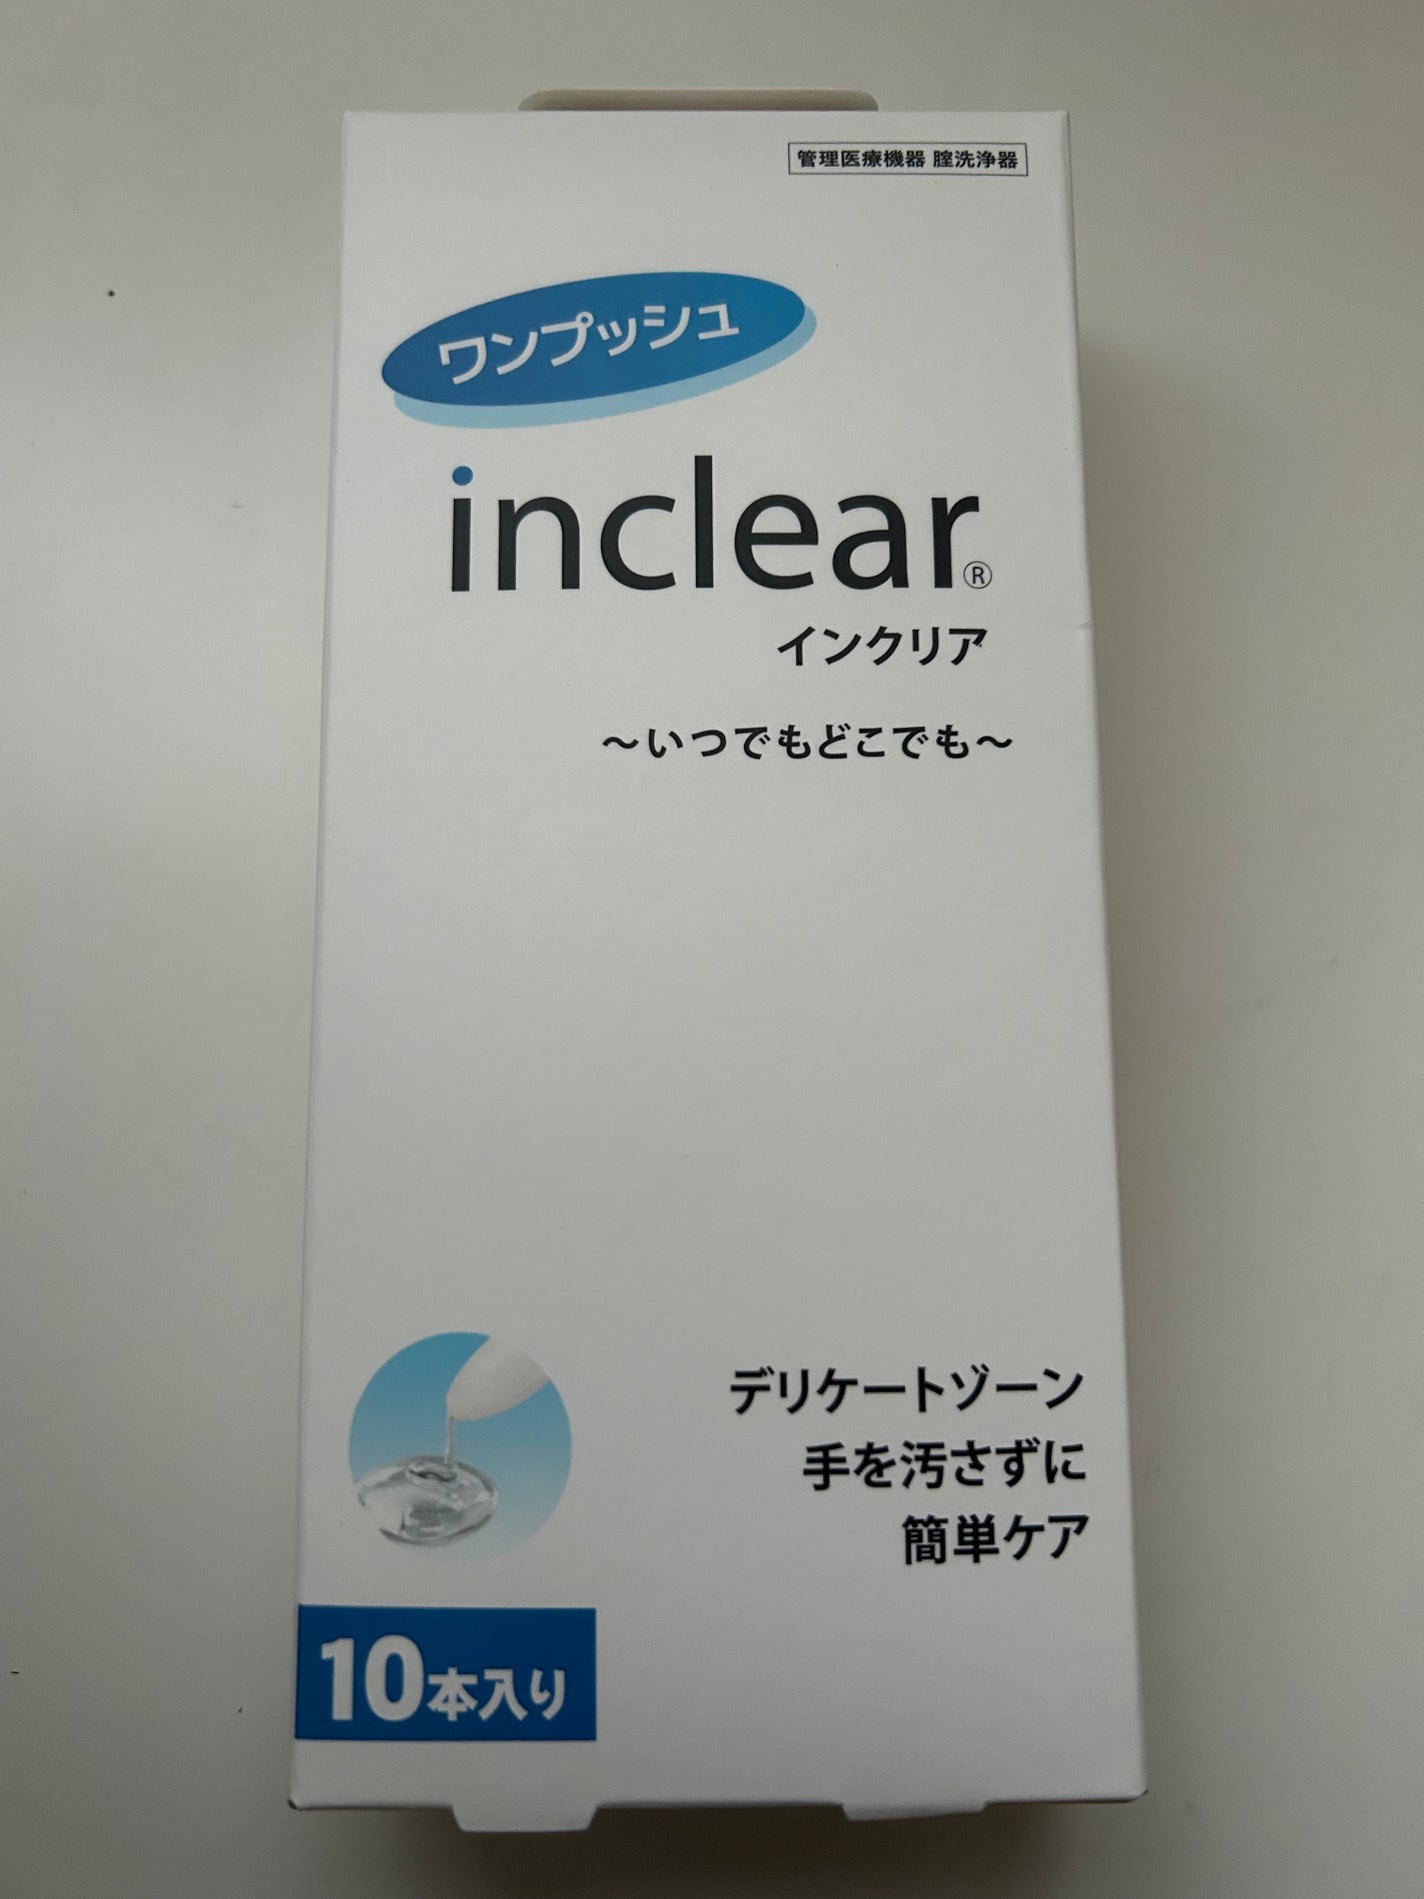 管理医療機器 膣洗浄器
ワンプッシュ
inclear®
インクリア
～いつでもどこでも～
デリケートゾーン
手を汚さずに
簡単ケア
10本入り